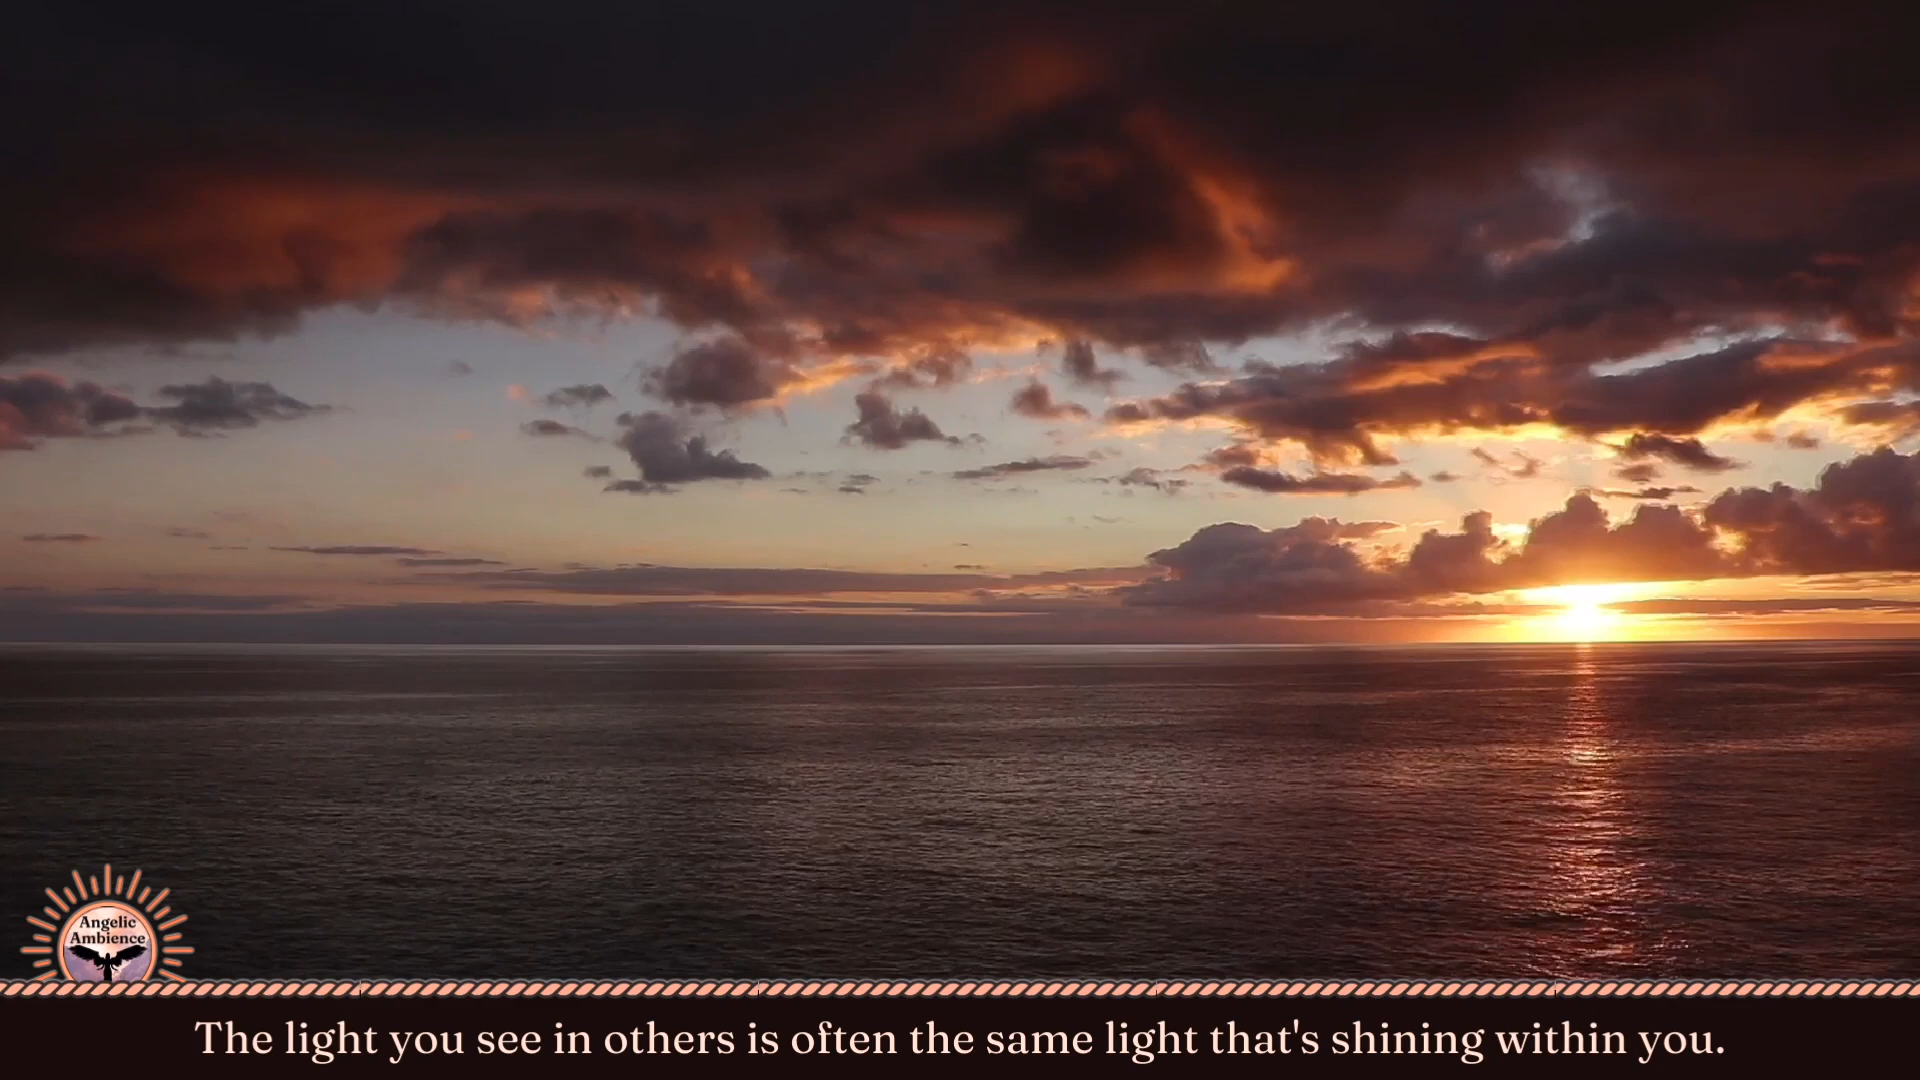 Angelic
Ambience
The light you see in others is often the same light that's shining within you.